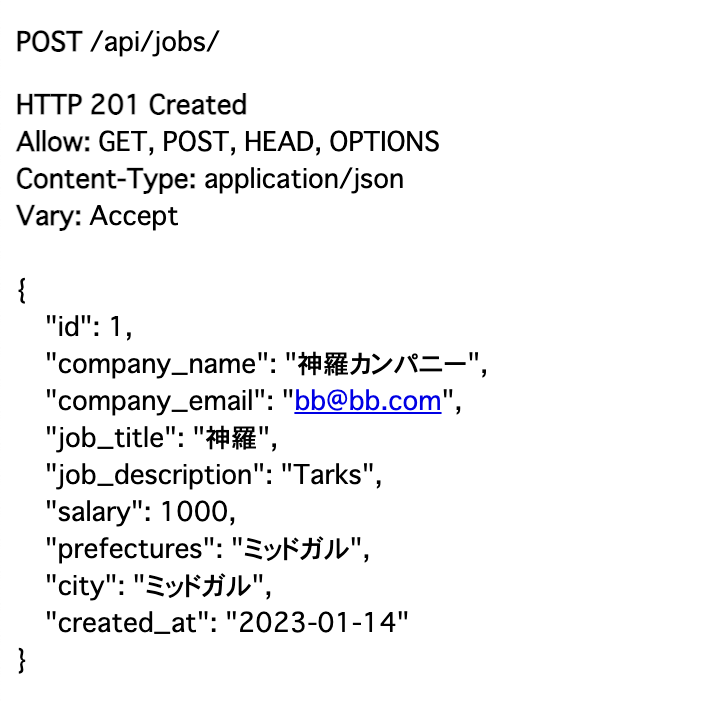 POST /api/jobs/
HTTP 201 Created
Allow: GET, POST, HEAD, OPTIONS
Content-Type: application/json
Vary: Accept
{
"id": 1,
"company_name": "神羅カンパニー",
"company_email": "bb@bb.com",
"job_title": "神羅",
"job_description": "Tarks",
"salary": 1000,
"prefectures": "ミッドガル",
"city": "ミッドガル",
"created_at": "2023-01-14"
}